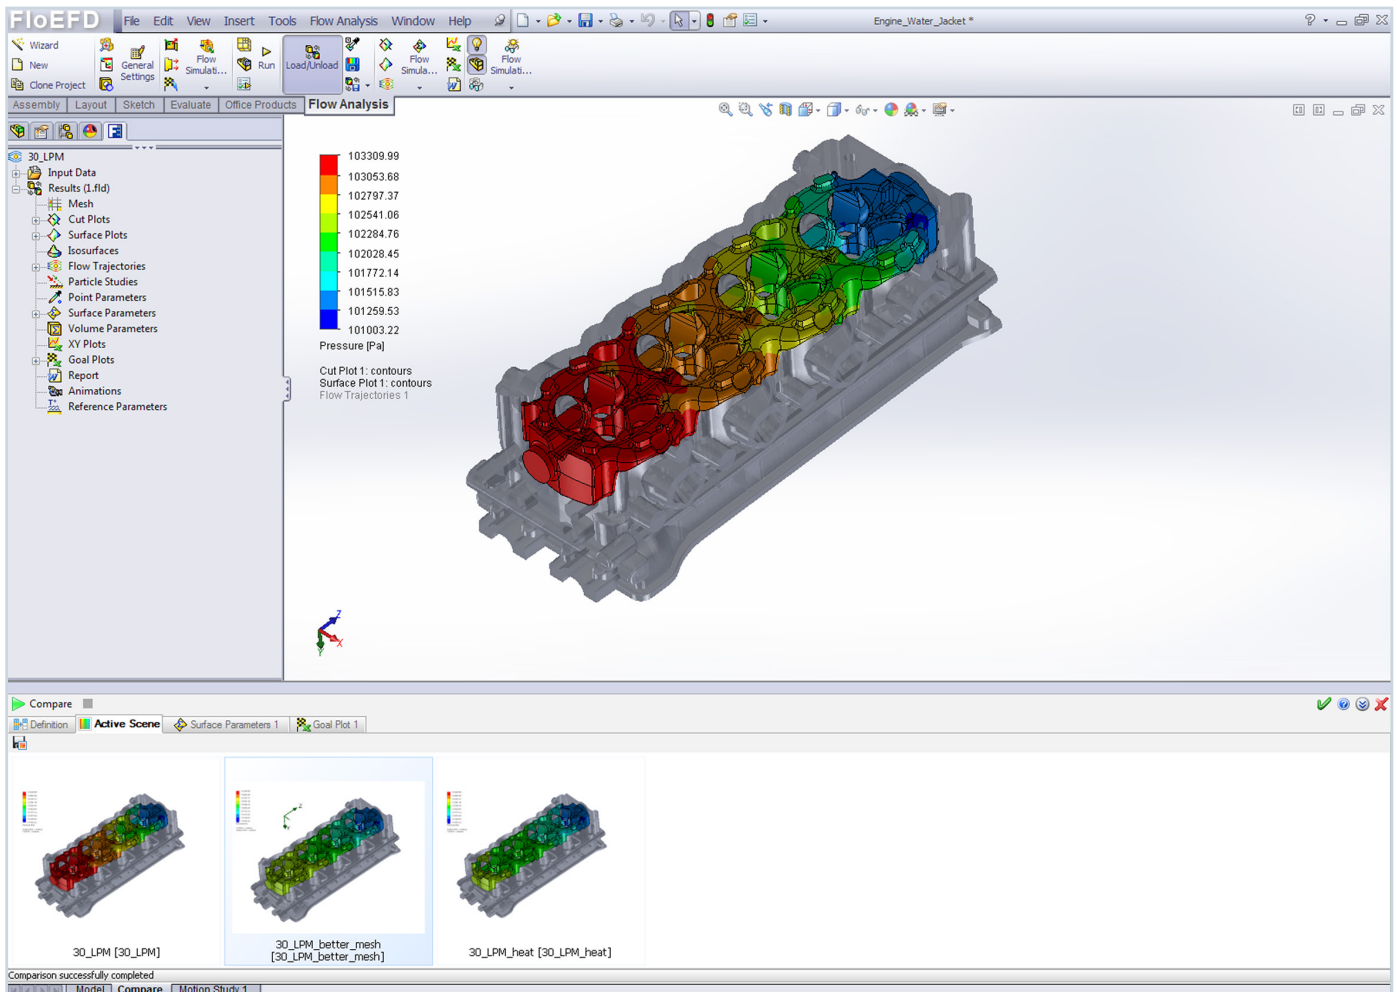 FloEFD File Edit View Insert Tools Flow Analysis Window Help Engine_Water_Jacket *
Wizard
New
Clone Project
General Settings
Flow Simulati...
Run
Load/Unload
Flow Simula...
Flow Simulati...
Assembly Layout Sketch Evaluate Office Products Flow Analysis
30_LPM
Input Data
Results (1.fld)
Mesh
Cut Plots
Surface Plots
Isosurfaces
Flow Trajectories
Particle Studies
Point Parameters
Surface Parameters
Volume Parameters
XY Plots
Goal Plots
Report
Animations
Reference Parameters
103309.99
103053.68
102797.37
102541.06
102284.76
102028.45
101772.14
101515.83
101259.53
101003.22
Pressure [Pa]
Cut Plot 1: contours
Surface Plot 1: contours
Flow Trajectories 1
Z
X
Y
Compare
Definition Active Scene Surface Parameters 1 Goal Plot 1
30_LPM [30_LPM]
30_LPM_better_mesh
[30_LPM_better_mesh]
30_LPM_heat [30_LPM_heat]
Comparison successfully completed
Model Compare Motion Study 1